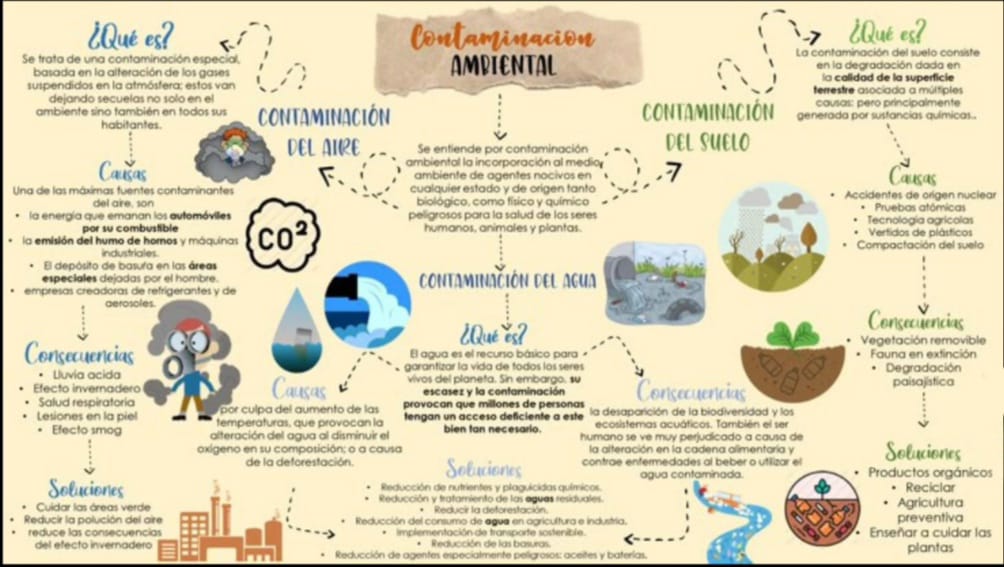 Contaminacion
AMBIENTAL
Se entiende por contaminación
ambiental la incorporación al medio
ambiente de agentes nocivos en
cualquier estado y de origen tanto
biológico, como físico y químico
peligrosos para la salud de los seres
humanos, animales y plantas.
CONTAMINACIÓN
DEL AIRE
¿Qué es?
Se trata de una contaminación especial,
basada en la alteración de los gases
suspendidos en la atmósfera; estos van
dejando secuelas no solo en el
ambiente sino también en todos sus
habitantes.
Causas
Una de las máximas fuentes contaminantes
del aire, son
• la energía que emanan los automóviles
por su combustible
• la emisión del humo de hornos y máquinas
industriales.
• El depósito de basura en las áreas
especiales dejadas por el hombre.
• empresas creadoras de refrigerantes y de
aerosoles.
CO²
Consecuencias
• Lluvia acida
• Efecto invernadero
• Salud respiratoria
• Lesiones en la piel
• Efecto smog
Soluciones
• Cuidar las áreas verde
• Reducir la polución del aire
• reduce las consecuencias
del efecto invernadero
CONTAMINACIÓN DEL AGUA
¿Qué es?
El agua es el recurso básico para
garantizar la vida de todos los seres
vivos del planeta. Sin embargo, su
escasez y la contaminación
provocan que millones de personas
tengan un acceso deficiente a este
bien tan necesario.
Causas
por culpa del aumento de las
temperaturas, que provocan la
alteración del agua al disminuir el
oxígeno en su composición; o a causa
de la deforestación.
Consecuencias
la desaparición de la biodiversidad y los
ecosistemas acuáticos. También el ser
humano se ve muy perjudicado a causa de
la alteración en la cadena alimentaria y
contrae enfermedades al beber o utilizar el
agua contaminada.
Soluciones
• Reducción de nutrientes y plaguicidas químicos.
• Reducción y tratamiento de las aguas residuales.
• Reducir la deforestación.
• Reducción del consumo de agua en agricultura e industria.
• Implementación de transporte sostenible.
• Reducción de las basuras.
• Reducción de agentes especialmente peligrosos: aceites y baterías.
CONTAMINACIÓN
DEL SUELO
¿Qué es?
La contaminación del suelo consiste
en la degradación dada en
la calidad de la superficie
terrestre asociada a múltiples
causas: pero principalmente
generada por sustancias químicas..
Causas
Accidentes de origen nuclear
• Pruebas atómicas
• Tecnologia agricolas
• Vertidos de plásticos
• Compactación del suelo
Consecuencias
• Vegetación removible
• Fauna en extinción
• Degradación
paisajística
Soluciones
• Productos orgánicos
• Reciclar
• Agricultura
preventiva
• Enseñar a cuidar las
plantas